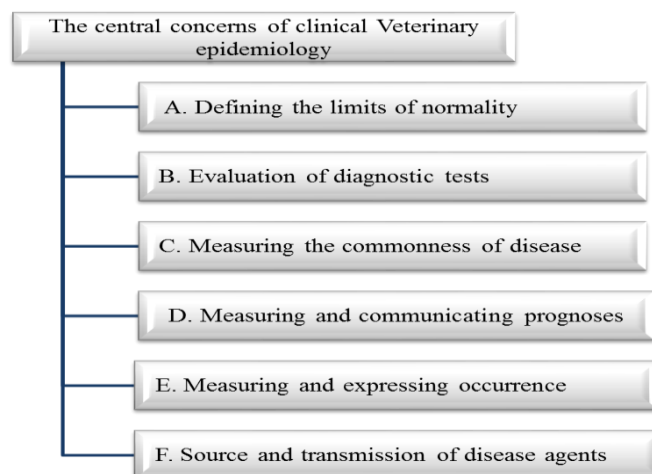 The central concerns of clinical Veterinary
epidemiology
A. Defining the limits of normality
B. Evaluation of diagnostic tests
C. Measuring the commonness of disease
D. Measuring and communicating prognoses
E. Measuring and expressing occurrence
F. Source and transmission of disease agents